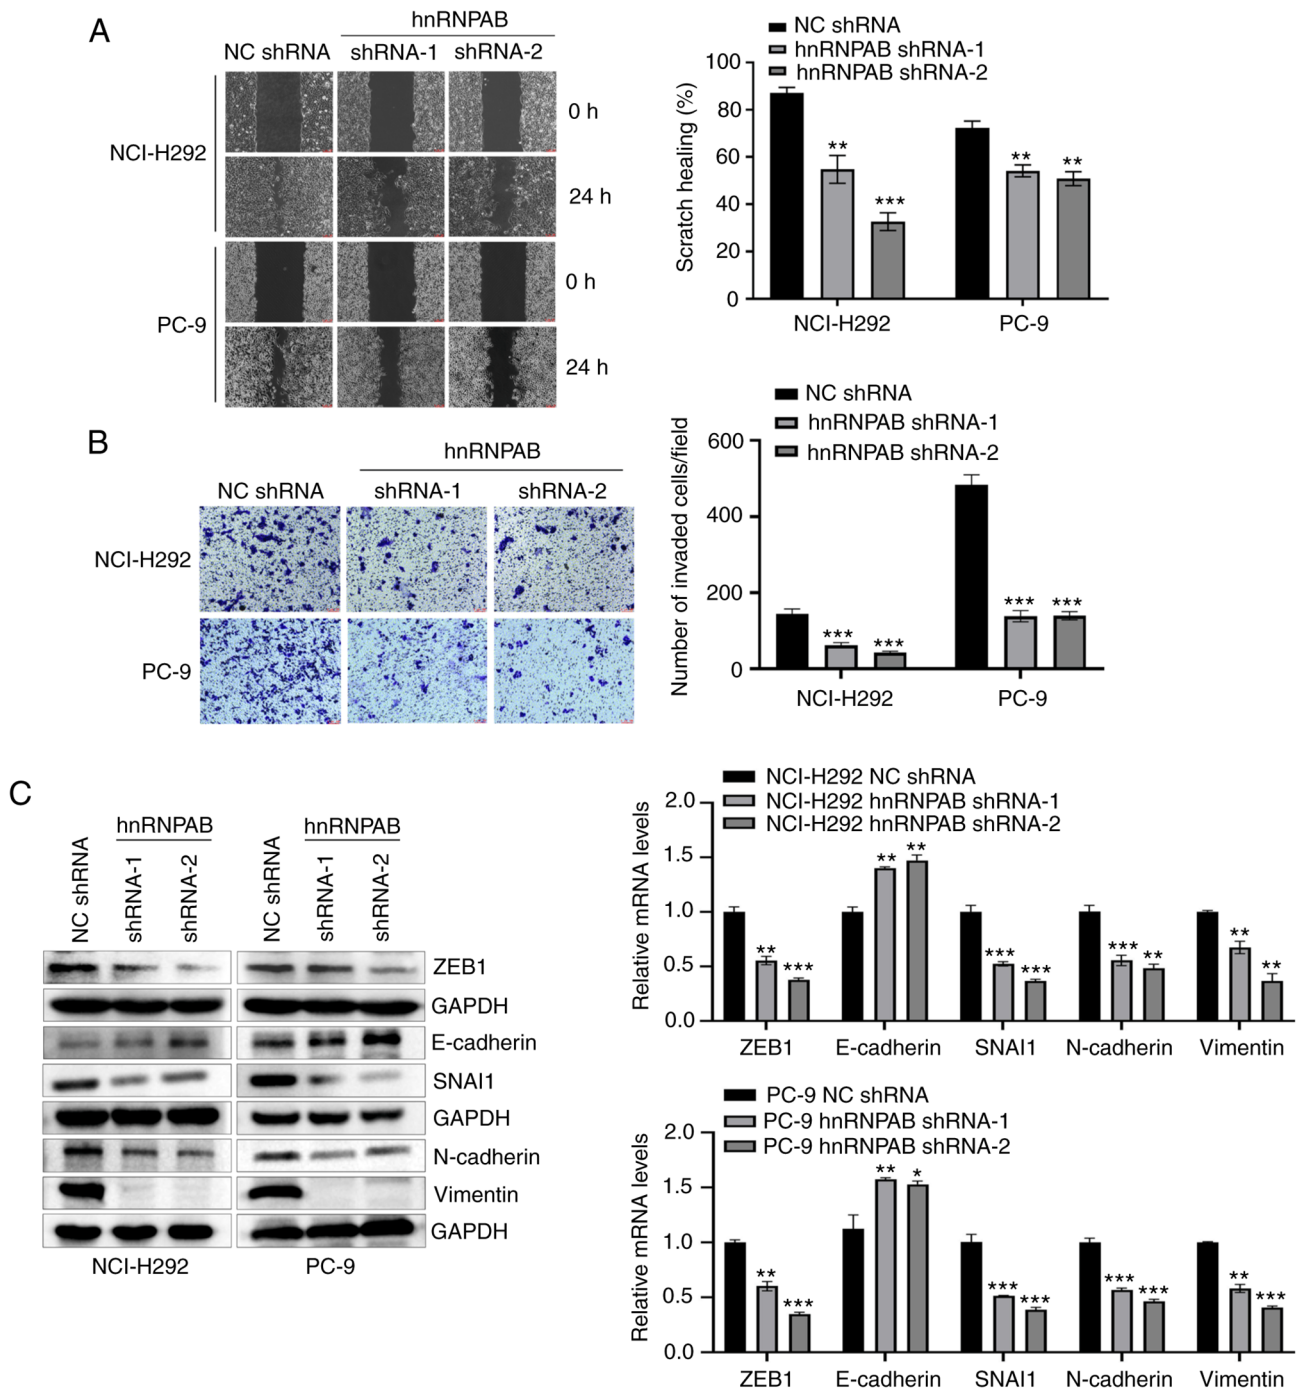 A
hnRNPAB
NC shRNA shRNA-1 shRNA-2
NCI-H292
0 h
24 h
PC-9
0 h
24 h
NC shRNA
hnRNPAB shRNA-1
hnRNPAB shRNA-2
Scratch healing (%)
100
80
60
40
20
0
** *** ** **
NCI-H292 PC-9
B
hnRNPAB
NC shRNA shRNA-1 shRNA-2
NCI-H292
PC-9
NC shRNA
hnRNPAB shRNA-1
hnRNPAB shRNA-2
Number of invaded cells/field
600
400
200
0
*** *** *** ***
NCI-H292 PC-9
C
hnRNPAB hnRNPAB
NC shRNA shRNA-1 shRNA-2 NC shRNA shRNA-1 shRNA-2
ZEB1
GAPDH
E-cadherin
SNAI1
GAPDH
N-cadherin
Vimentin
GAPDH
NCI-H292 PC-9
NCI-H292 NC shRNA
NCI-H292 hnRNPAB shRNA-1
NCI-H292 hnRNPAB shRNA-2
Relative mRNA levels
2.0
1.5
1.0
0.5
0.0
** *** ** ** *** *** *** ** ** **
ZEB1 E-cadherin SNAI1 N-cadherin Vimentin
PC-9 NC shRNA
PC-9 hnRNPAB shRNA-1
PC-9 hnRNPAB shRNA-2
Relative mRNA levels
2.0
1.5
1.0
0.5
0.0
** *** ** * *** *** *** *** ** ***
ZEB1 E-cadherin SNAI1 N-cadherin Vimentin